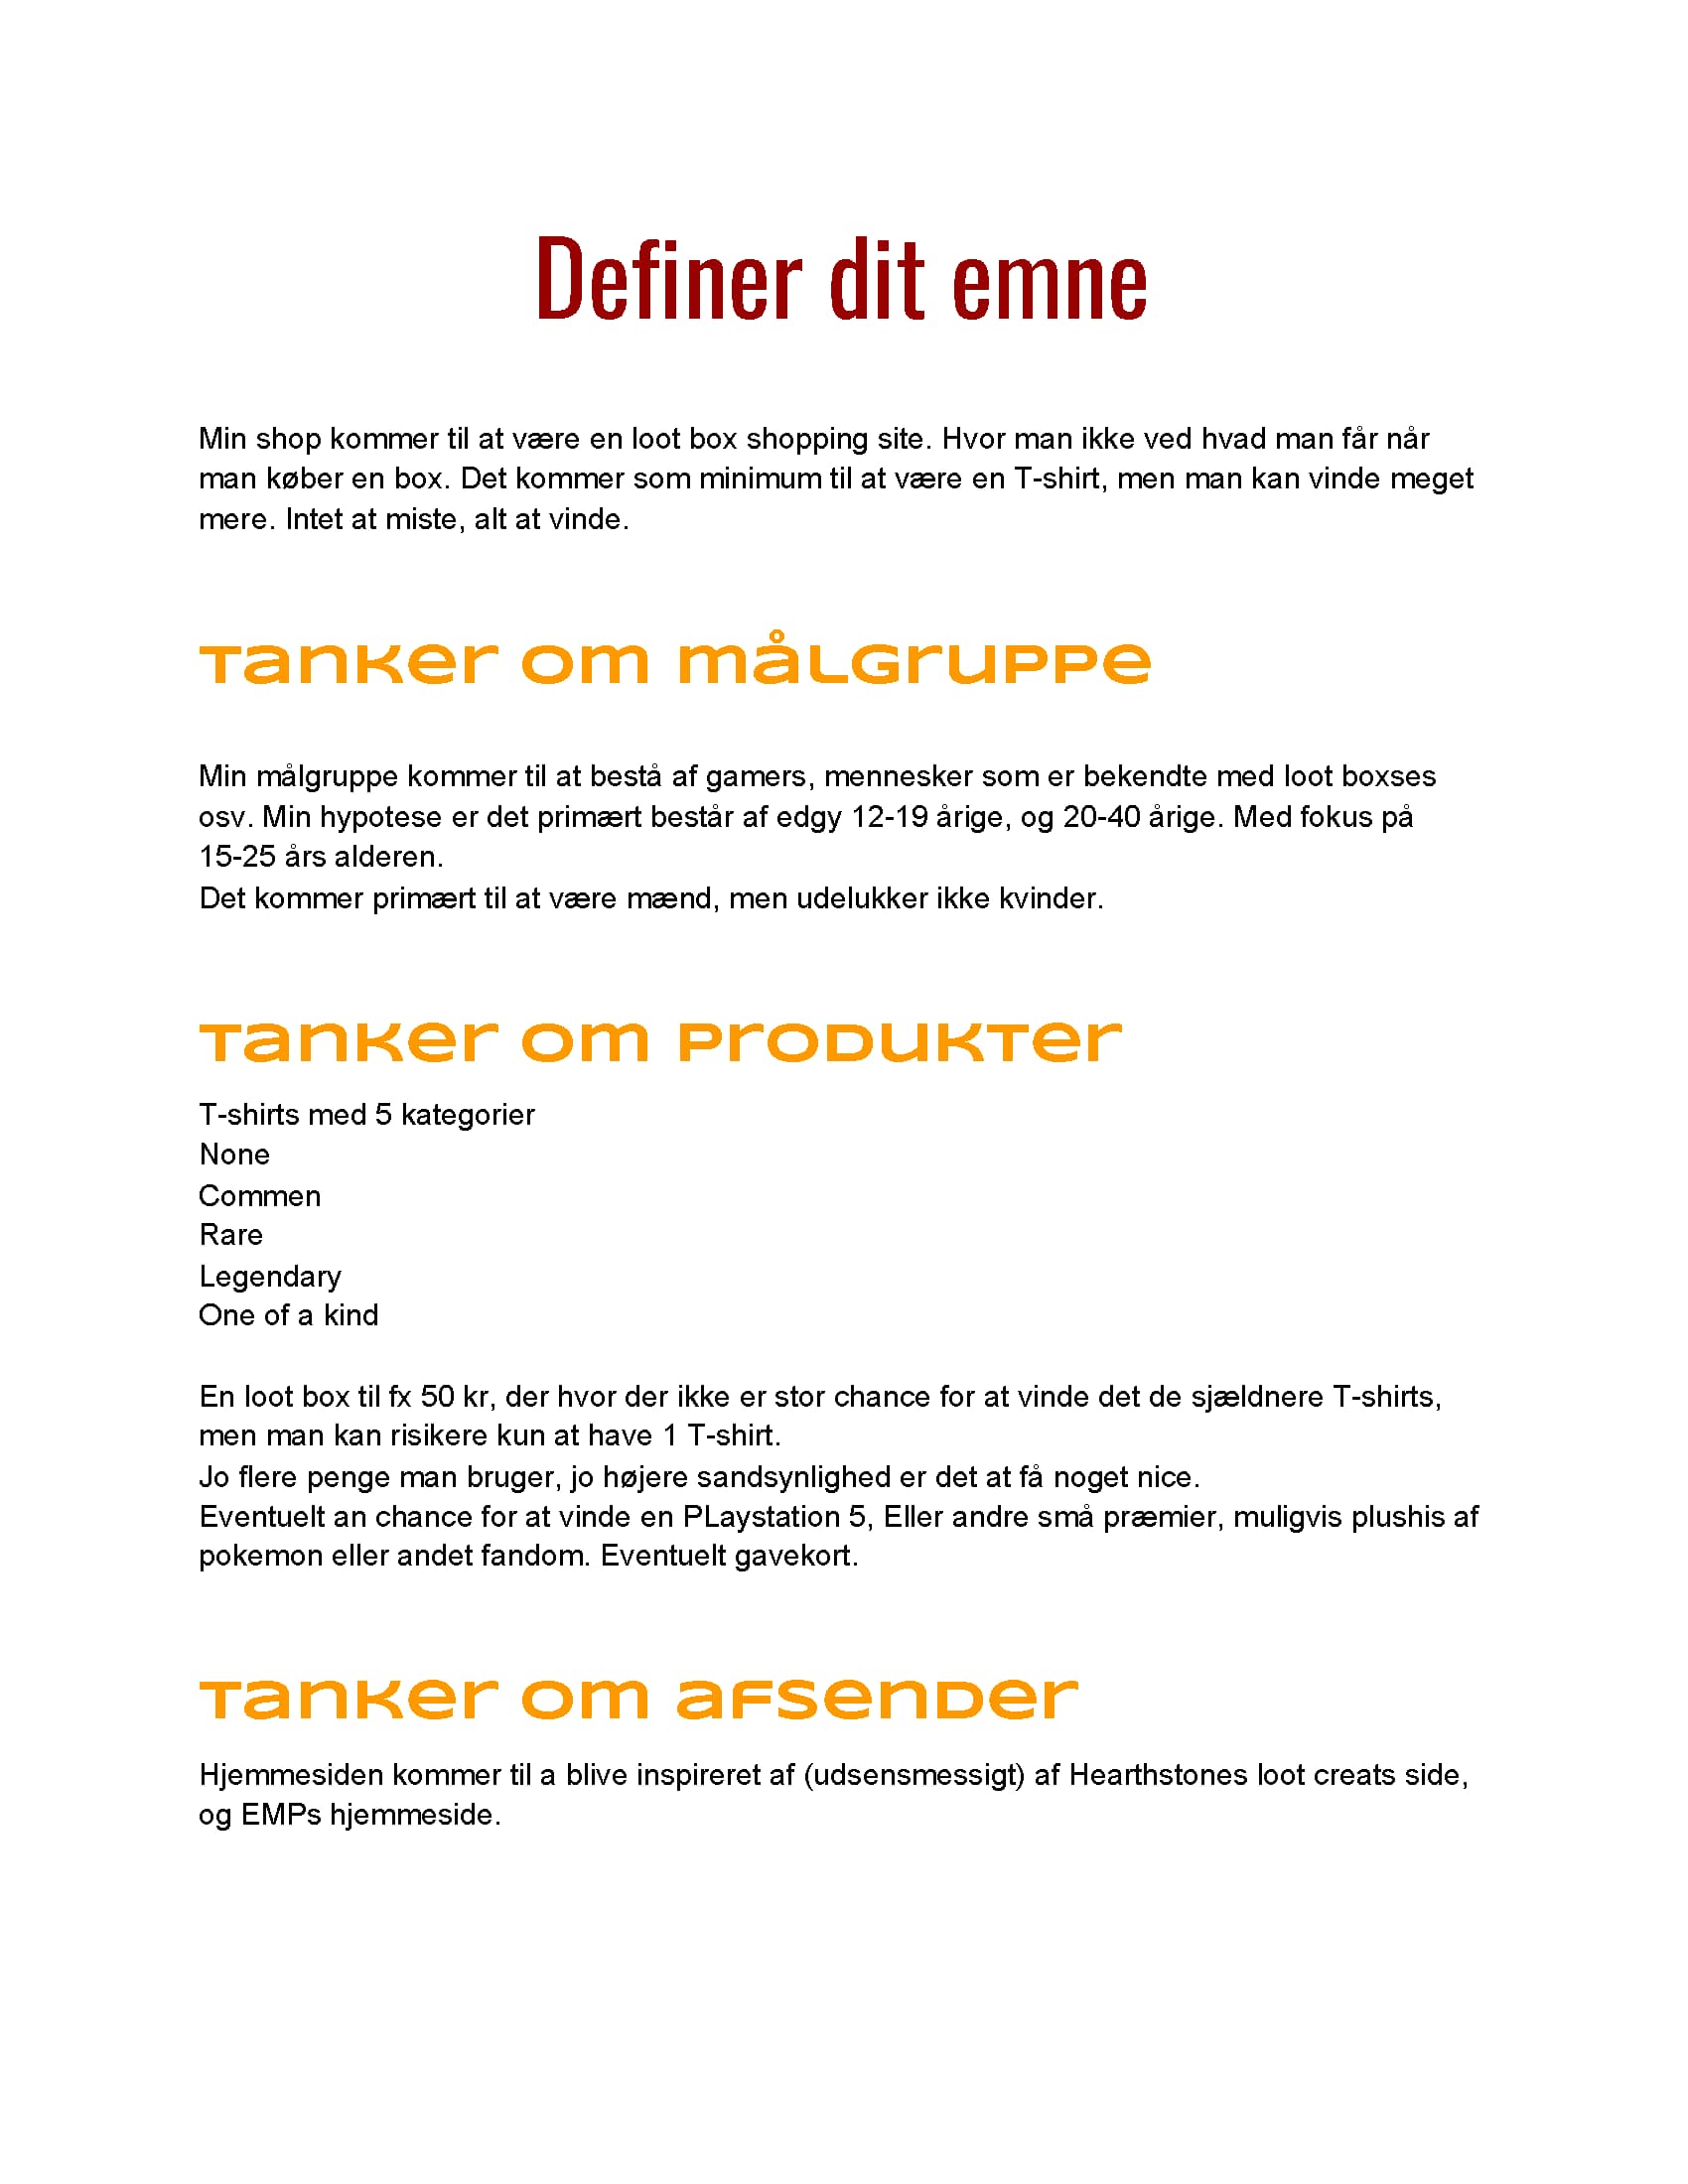 Definer dit emne
Min shop kommer til at være en loot box shopping site. Hvor man ikke ved hvad man får når
man køber en box. Det kommer som minimum til at være en T-shirt, men man kan vinde meget
mere. Intet at miste, alt at vinde.
Tanker om målgruppe
Min målgruppe kommer til at bestå af gamers, mennesker som er bekendte med loot boxses
osv. Min hypotese er det primært består af edgy 12-19 årige, og 20-40 årige. Med fokus på
15-25 års alderen.
Det kommer primært til at være mænd, men udelukker ikke kvinder.
Tanker om produkter
T-shirts med 5 kategorier
None
Commen
Rare
Legendary
One of a kind
En loot box til fx 50 kr, der hvor der ikke er stor chance for at vinde det de sjældnere T-shirts,
men man kan risikere kun at have 1 T-shirt.
Jo flere penge man bruger, jo højere sandsynlighed er det at få noget nice.
Eventuelt an chance for at vinde en PLaystation 5, Eller andre små præmier, muligvis plushis af
pokemon eller andet fandom. Eventuelt gavekort.
Tanker om afsender
Hjemmesiden kommer til a blive inspireret af (udsensmessigt) af Hearthstones loot creats side,
og EMPs hjemmeside.